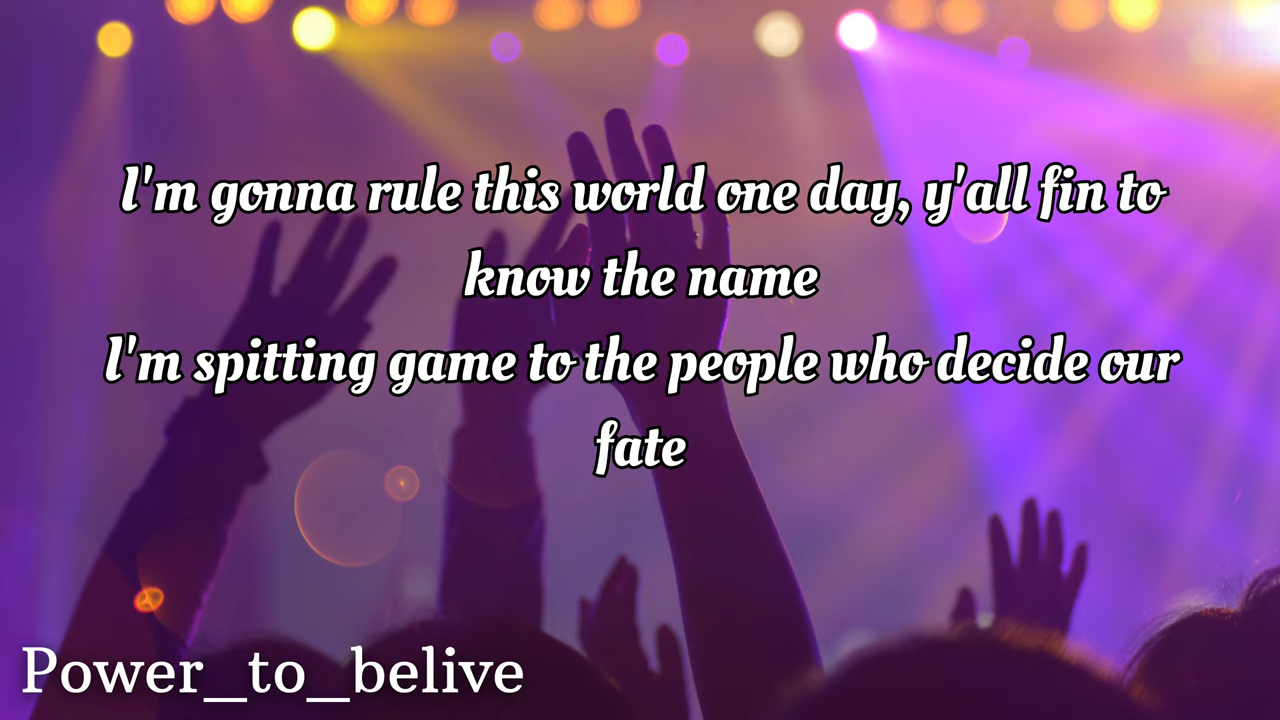 I'm gonna rule this world one day, y'all fin to
know the name
I'm spitting game to the people who decide our
fate
Power_to_belive